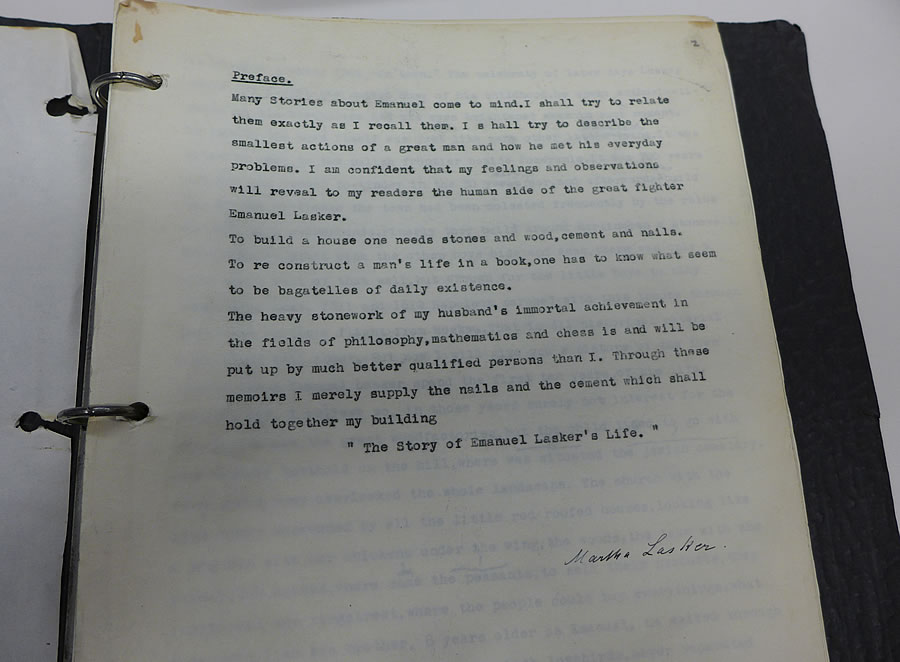 2
Preface.
Many Stories about Emanuel come to mind.I shall try to relate
them exactly as I recall them. I s hall try to describe the
smallest actions of a great man and how he met his everyday
problems. I am confident that my feelings and observations
will reveal to my readers the human side of the great fighter
Emanuel Lasker.
To build a house one needs stones and wood,cement and nails.
To re construct a man's life in a book,one has to know what seem
to be bagatelles of daily existence.
The heavy stonework of my husband's immortal achievement in
the fields of philosophy,mathematics and chess is and will be
put up by much better qualified persons than I. Through these
memoirs I merely supply the nails and the cement which shall
hold together my building
" The Story of Emanuel Lasker's Life. "
Martha Lasker.